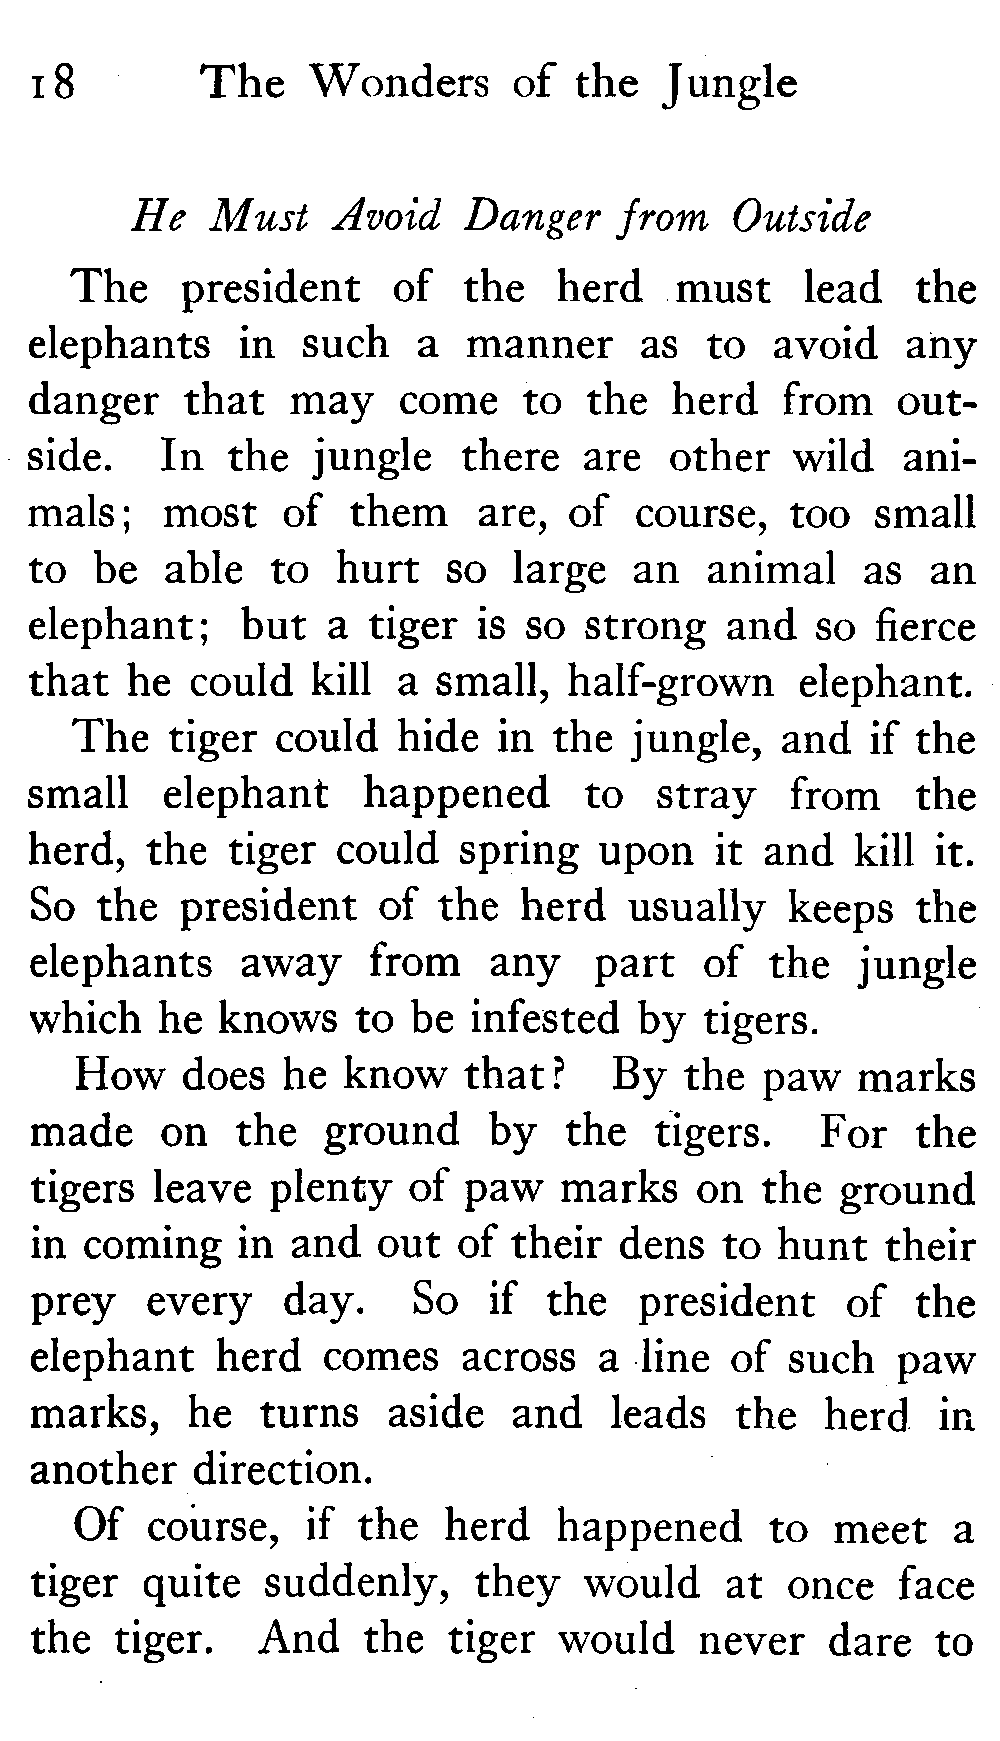 18 The Wonders of the Jungle
He Must Avoid Danger from Outside
The president of the herd must lead the
elephants in such a manner as to avoid any
danger that may come to the herd from out-
side. In the jungle there are other wild ani-
mals; most of them are, of course, too small
to be able to hurt so large an animal as an
elephant; but a tiger is so strong and so fierce
that he could kill a small, half-grown elephant.
The tiger could hide in the jungle, and if the
small elephant happened to stray from the
herd, the tiger could spring upon it and kill it.
So the president of the herd usually keeps the
elephants away from any part of the jungle
which he knows to be infested by tigers.
How does he know that? By the paw marks
made on the ground by the tigers. For the
tigers leave plenty of paw marks on the ground
in coming in and out of their dens to hunt their
prey every day. So if the president of the
elephant herd comes across a line of such paw
marks, he turns aside and leads the herd in
another direction.
Of course, if the herd happened to meet a
tiger quite suddenly, they would at once face
the tiger. And the tiger would never dare to